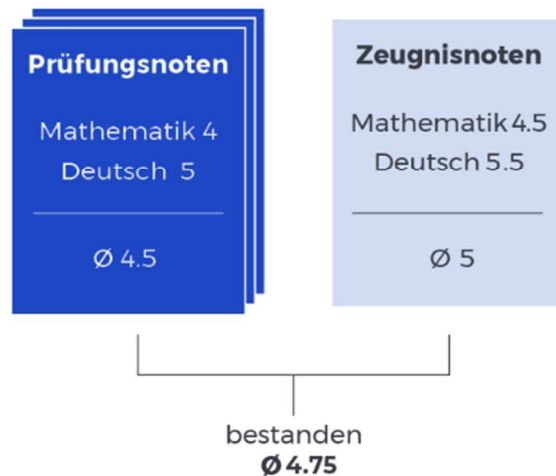 Prüfungsnoten
Mathematik 4
Deutsch 5
Ø 4.5
Zeugnisnoten
Mathematik 4.5
Deutsch 5.5
Ø 5
bestanden
Ø 4.75